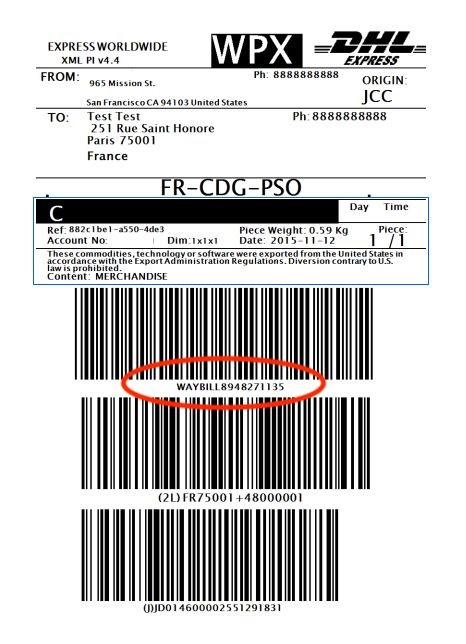 EXPRESS WORLDWIDE
XML PI v4.4
WPX
DHL
EXPRESS
FROM:
965 Mission St.
Ph: 8888888888
ORIGIN:
JCC
San Francisco CA 94103 United States
TO:
Test Test
Ph: 8888888888
251 Rue Saint Honore
Paris 75001
France
FR-CDG-PSO
C
Day Time
Ref: 882c1be1-a550-4de3
Piece Weight: 0.59 Kg
Piece:
Account No:
Dim:1x1x1
Date: 2015-11-12
1 /1
These commodities, technology or software were exported from the United States in
accordance with the Export Administration Regulations. Diversion contrary to U.S.
law is prohibited.
Content: MERCHANDISE
WAYBILL8948271135
(2L)FR75001+48000001
(J)JD014600002551291831